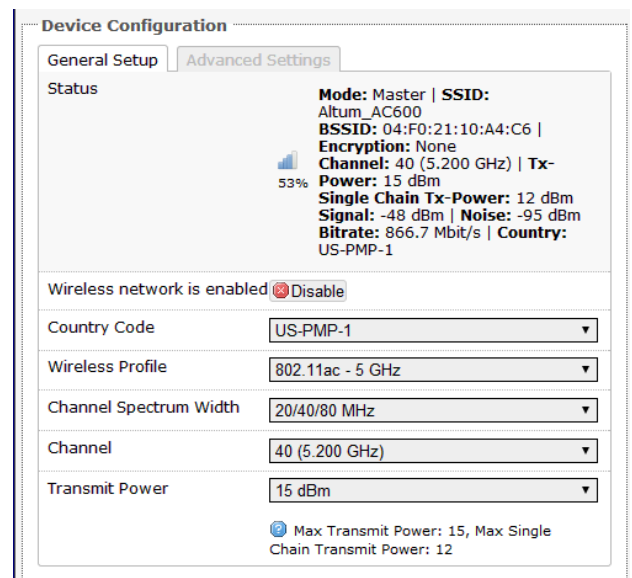 Device Configuration
General Setup
Advanced Settings
Status
Mode: Master | SSID:
Altum_AC600
BSSID: 04:F0:21:10:A4:C6 |
Encryption: None
Channel: 40 (5.200 GHz) | Tx-
Power: 15 dBm
Single Chain Tx-Power: 12 dBm
Signal: -48 dBm | Noise: -95 dBm
Bitrate: 866.7 Mbit/s | Country:
US-PMP-1
53%
Wireless network is enabled Disable
Country Code US-PMP-1
Wireless Profile 802.11ac - 5 GHz
Channel Spectrum Width 20/40/80 MHz
Channel 40 (5.200 GHz)
Transmit Power 15 dBm
Max Transmit Power: 15, Max Single
Chain Transmit Power: 12